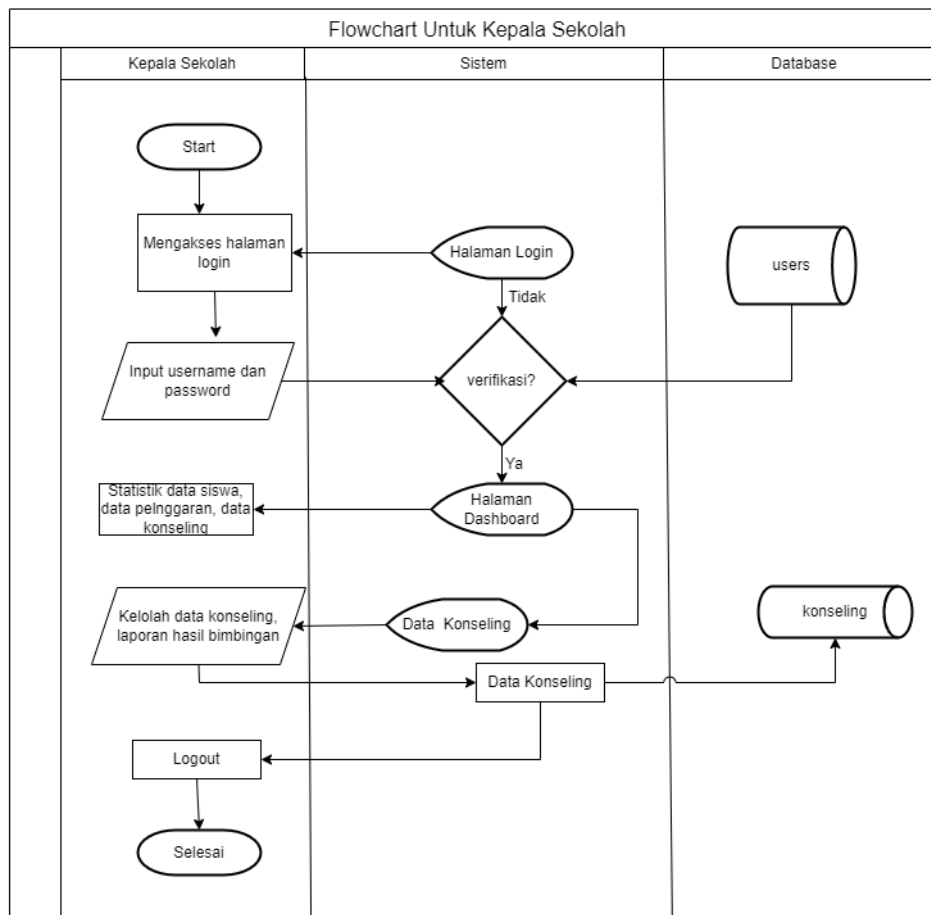 Flowchart Untuk Kepala Sekolah
Kepala Sekolah
Sistem
Database
Start
Mengakses halaman
login
Halaman Login
users
Tidak
Input username dan
password
verifikasi?
Ya
Statistik data siswa,
data pelnggaran, data
konseling
Halaman
Dashboard
Kelolah data konseling,
laporan hasil bimbingan
Data Konseling
konseling
Data Konseling
Logout
Selesai